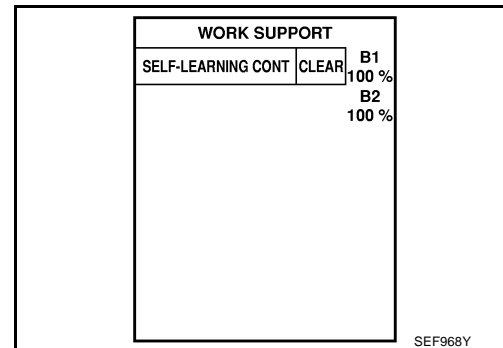 WORK SUPPORT
SELF-LEARNING CONT CLEAR B1
100 %
B2
100 %
SEF968Y